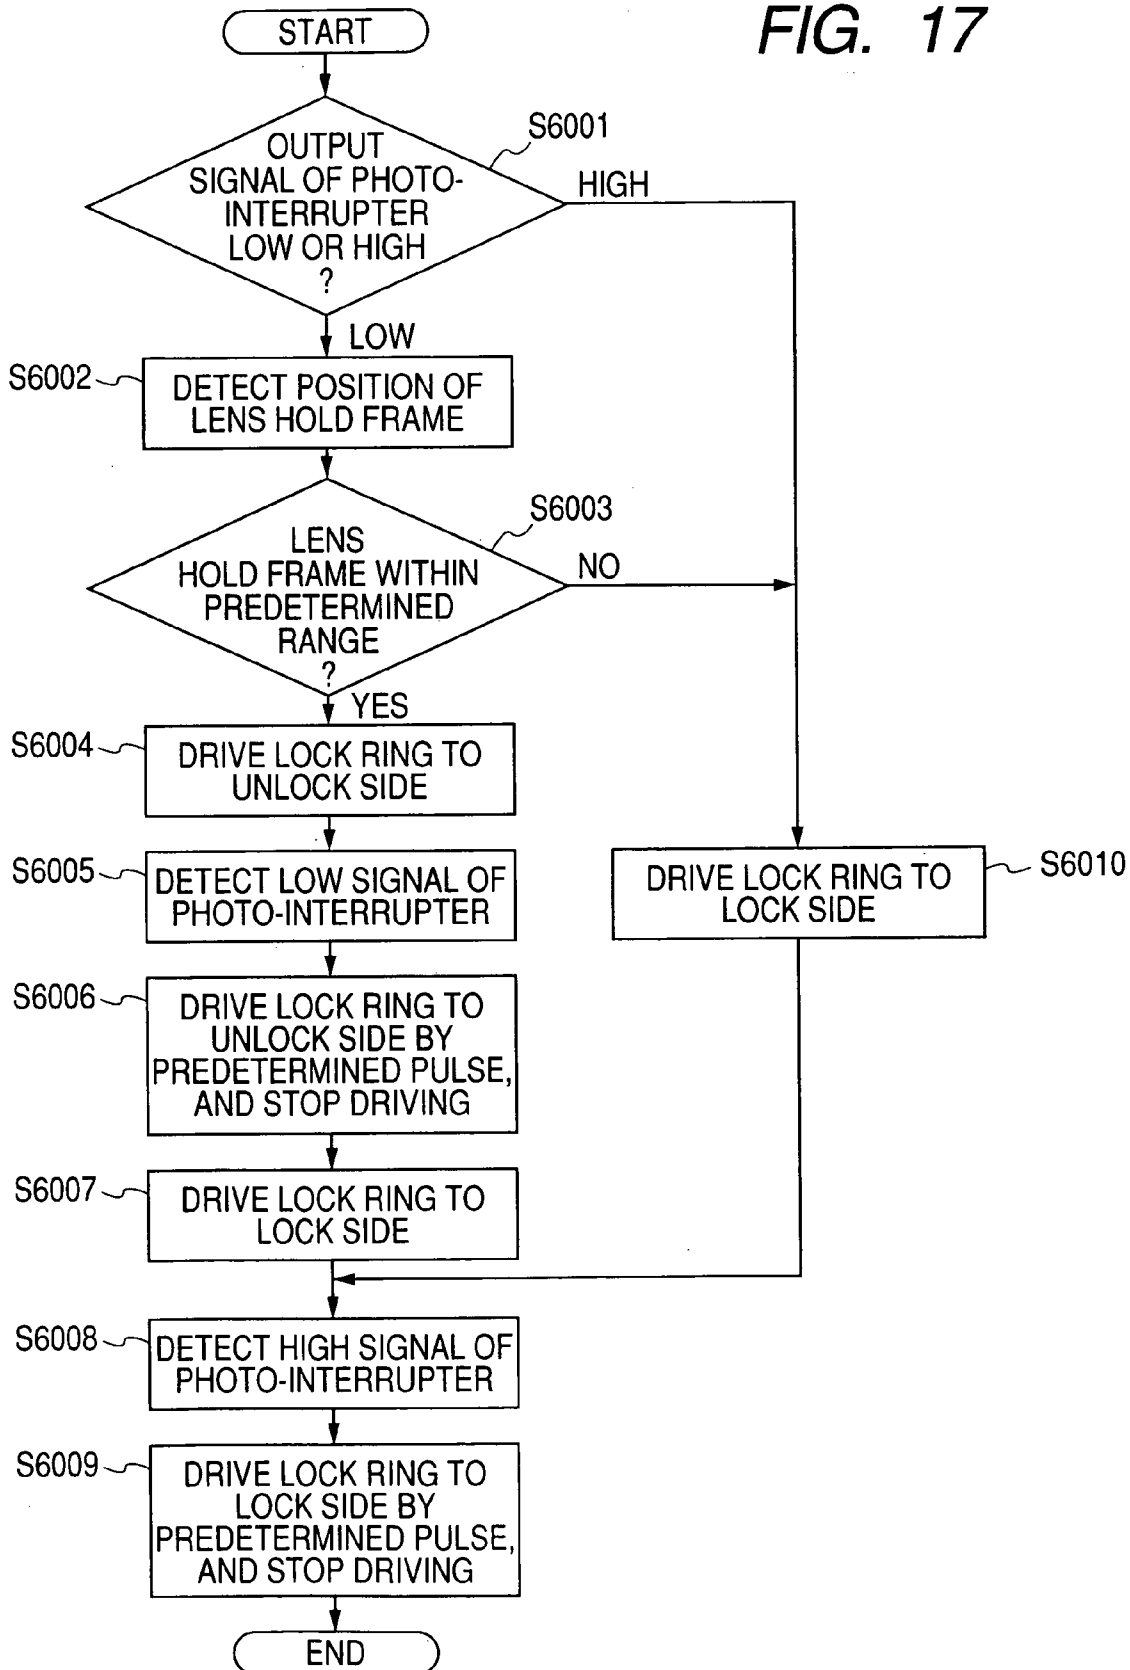 FIG. 17
START
S6001
OUTPUT
SIGNAL OF PHOTO-
INTERRUPTER
LOW OR HIGH
?
HIGH
LOW
S6002
DETECT POSITION OF
LENS HOLD FRAME
S6003
LENS
HOLD FRAME WITHIN
PREDETERMINED
RANGE
?
NO
YES
S6004
DRIVE LOCK RING TO
UNLOCK SIDE
S6005
DETECT LOW SIGNAL OF
PHOTO-INTERRUPTER
S6010
DRIVE LOCK RING TO
LOCK SIDE
S6006
DRIVE LOCK RING TO
UNLOCK SIDE BY
PREDETERMINED PULSE,
AND STOP DRIVING
S6007
DRIVE LOCK RING TO
LOCK SIDE
S6008
DETECT HIGH SIGNAL OF
PHOTO-INTERRUPTER
S6009
DRIVE LOCK RING TO
LOCK SIDE BY
PREDETERMINED PULSE,
AND STOP DRIVING
END